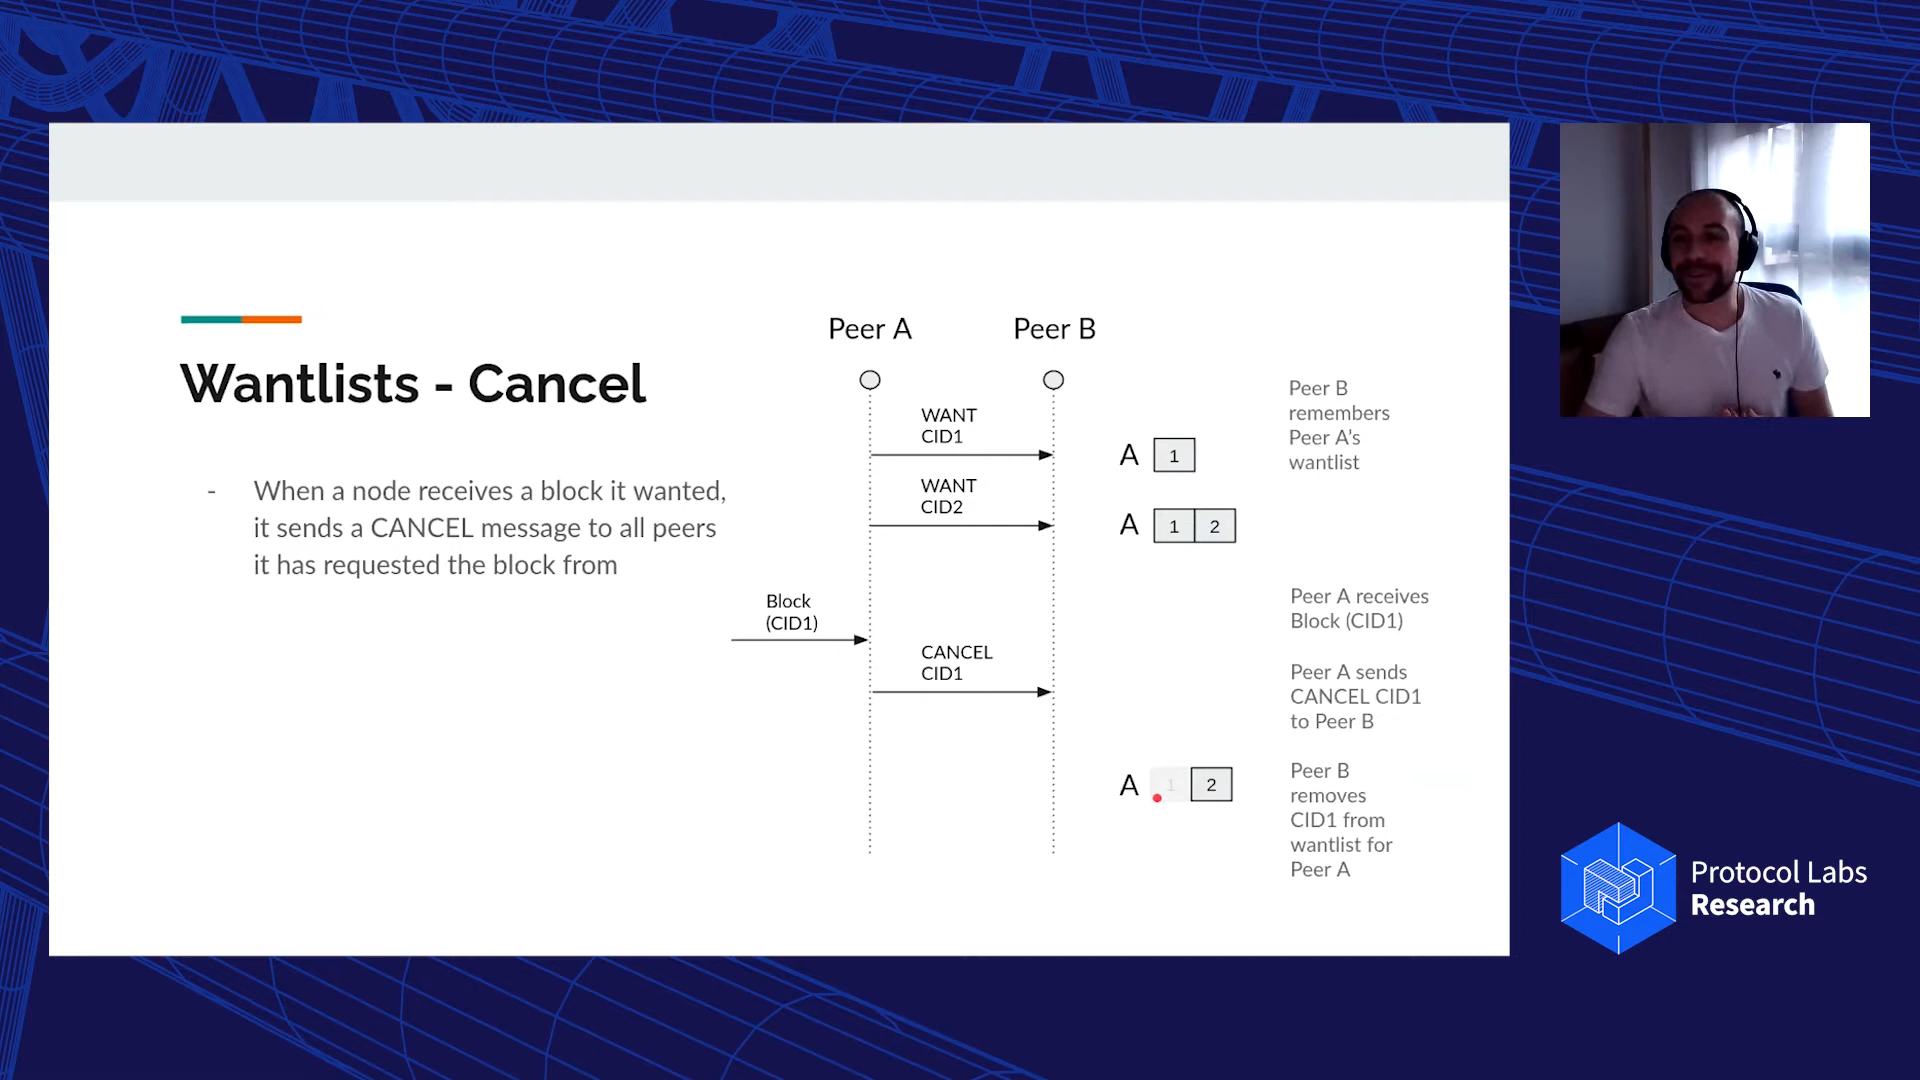 Wantlists - Cancel
- When a node receives a block it wanted,
it sends a CANCEL message to all peers
it has requested the block from
Peer A
Peer B
WANT
CID1
A 1
Peer B
remembers
Peer A's
wantlist
WANT
CID2
A 1 2
Block
(CID1)
Peer A receives
Block (CID1)
CANCEL
CID1
Peer A sends
CANCEL CID1
to Peer B
A 1 2
Peer B
removes
CID1 from
wantlist for
Peer A
Protocol Labs
Research